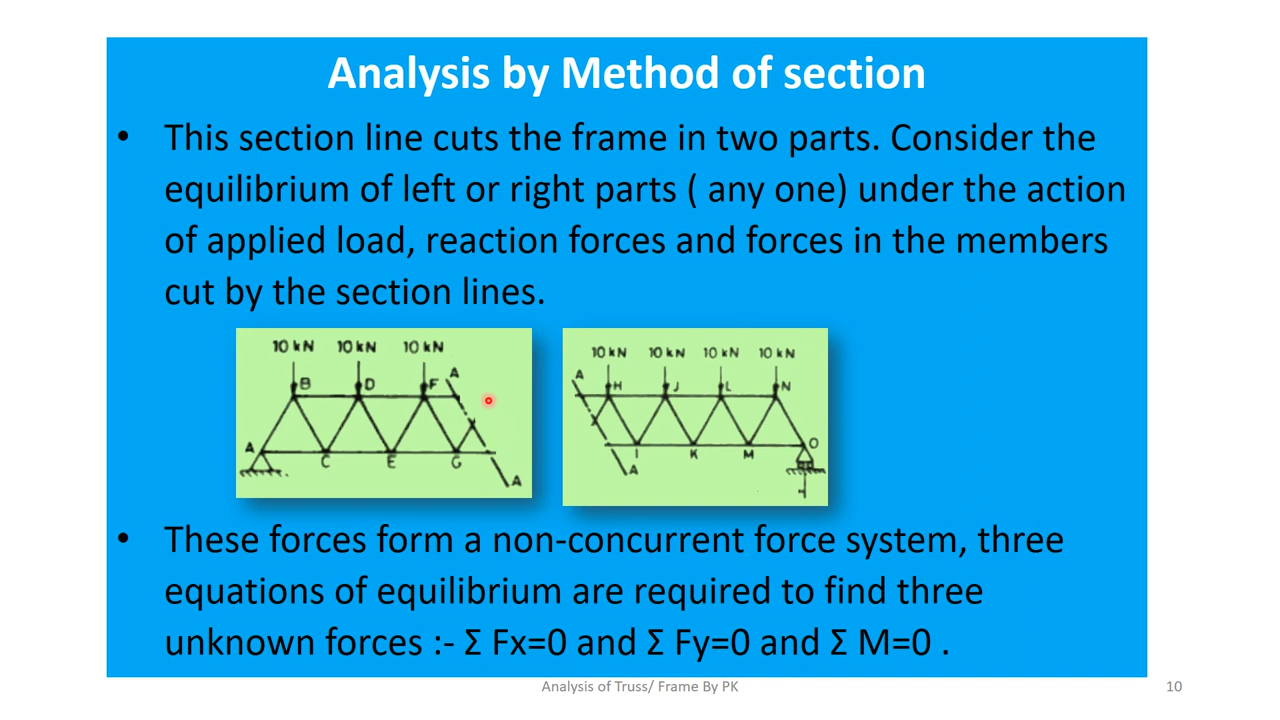 Analysis by Method of section
• This section line cuts the frame in two parts. Consider the
equilibrium of left or right parts ( any one) under the action
of applied load, reaction forces and forces in the members
cut by the section lines.
10 kN 10 kN 10 kN
B D F A
A
C E G
A
10 kN 10 kN 10 kN 10 kN
A H J L N
O
I K M
A
• These forces form a non-concurrent force system, three
equations of equilibrium are required to find three
unknown forces :- Σ Fx=0 and Σ Fy=0 and Σ M=0 .
Analysis of Truss/ Frame By PK
10